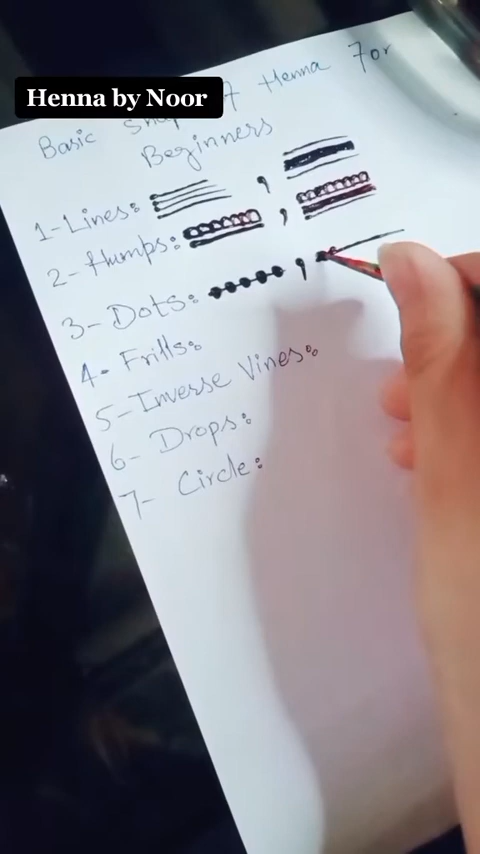 Henna by Noor
Basic Henna For
Beginners
1-Lines: ,
2-Humps: ,
3-Dots: ,
4-Frills:
5-Inverse Vines:
6-Drops:
7-Circle: